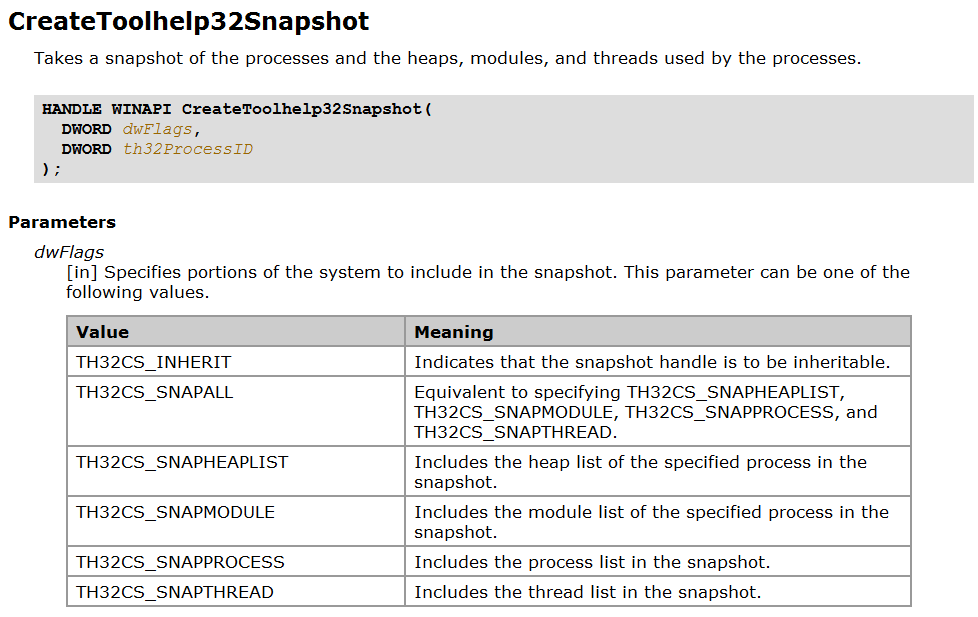 CreateToolhelp32Snapshot
Takes a snapshot of the processes and the heaps, modules, and threads used by the processes.
HANDLE WINAPI CreateToolhelp32Snapshot(
  DWORD dwFlags,
  DWORD th32ProcessID
);
Parameters
dwFlags
[in] Specifies portions of the system to include in the snapshot. This parameter can be one of the
following values.
Value Meaning
TH32CS_INHERIT Indicates that the snapshot handle is to be inheritable.
TH32CS_SNAPALL Equivalent to specifying TH32CS_SNAPHEAPLIST,
TH32CS_SNAPMODULE, TH32CS_SNAPPROCESS, and
TH32CS_SNAPTHREAD.
TH32CS_SNAPHEAPLIST Includes the heap list of the specified process in the
snapshot.
TH32CS_SNAPMODULE Includes the module list of the specified process in the
snapshot.
TH32CS_SNAPPROCESS Includes the process list in the snapshot.
TH32CS_SNAPTHREAD Includes the thread list in the snapshot.